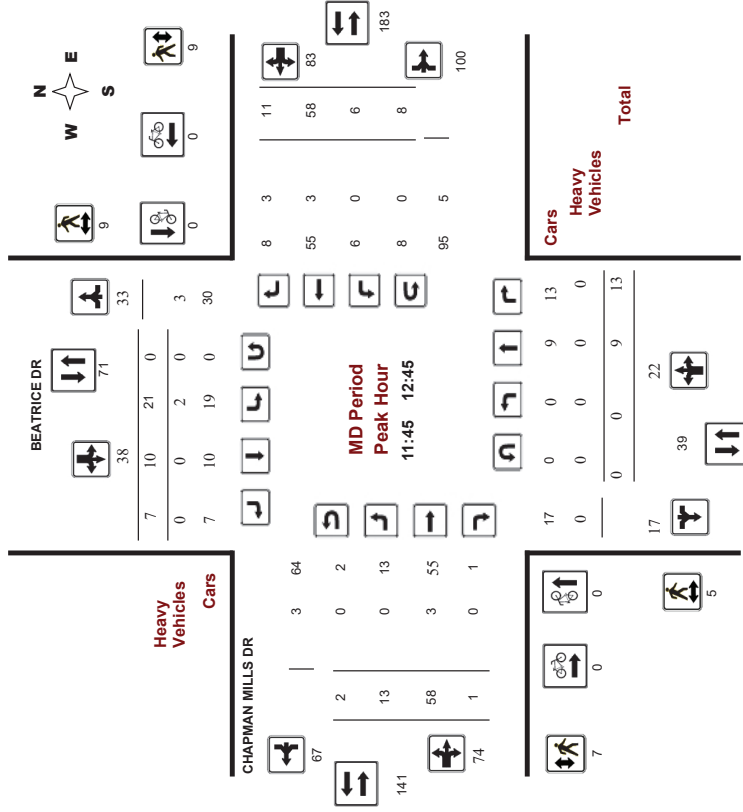 BEATRICE DR
38
71
33
7 10 21 0
0 0 2 0 3
7 10 19 0 30
N
W E
S
9
0
0
9
Heavy
Vehicles
Cars
CHAPMAN MILLS DR
67
141
74
3 64
2 0 2
13 0 13
58 3 55
1 0 1
MD Period
Peak Hour
11:45 12:45
8 3 11
55 3 58
6 0 6
8 0 8
95 5
83
183
100
17 0 0 9 13
0 0 0 0 0
0 0 9 13
Cars
Heavy
Vehicles
Total
17
39
22
7
0
0
5